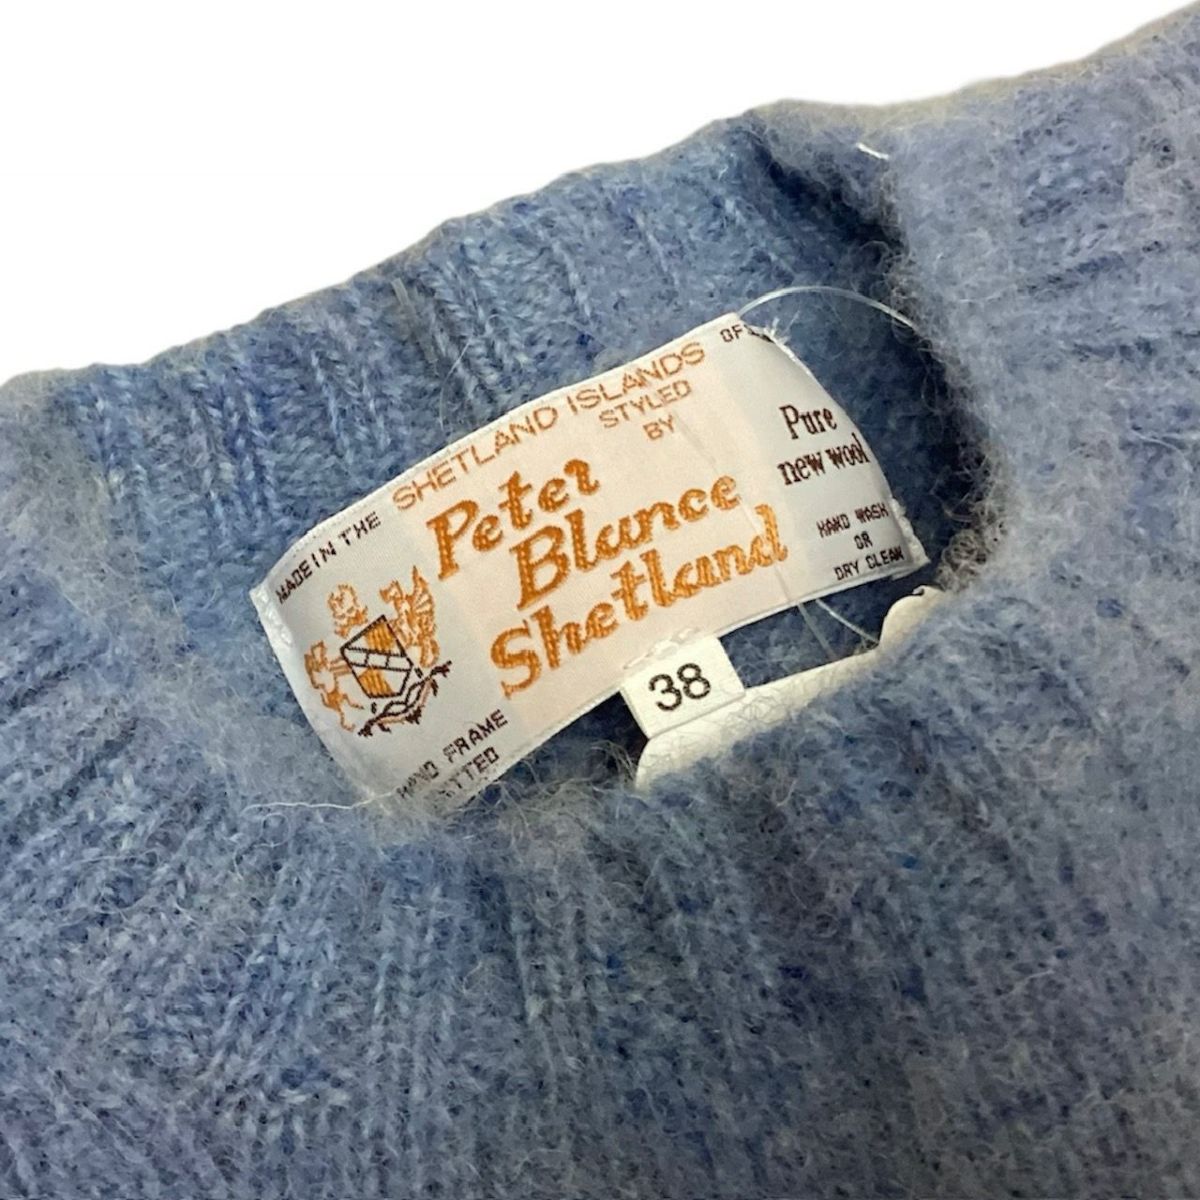 MADE IN THE SHETLAND ISLANDS
STYLED
BY
Peter
Blance
Shetland
HAND FRAME
Pure
new wool
HAND WASH
OR
DRY CLEAN
38